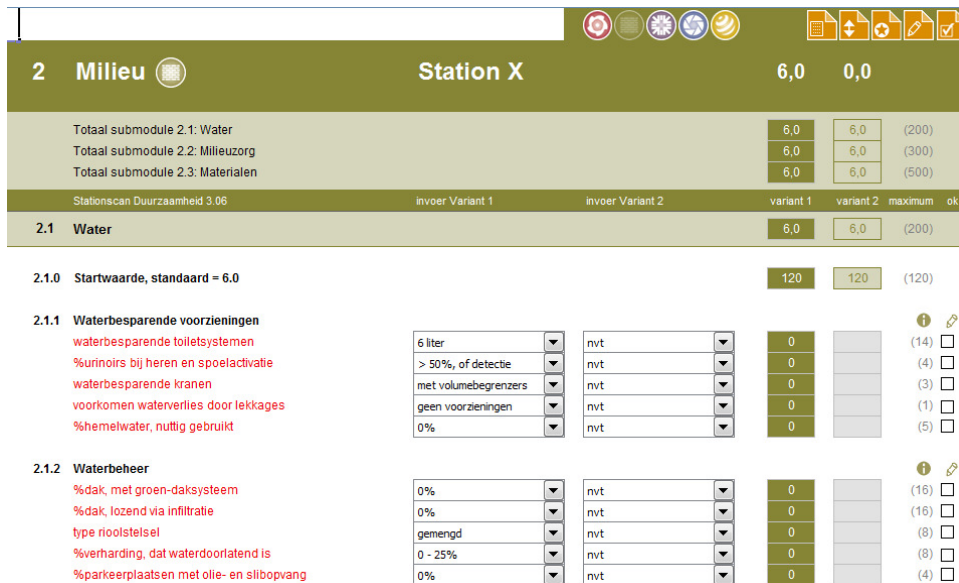 2 Milieu Station X 6,0 0,0
Totaal submodule 2.1: Water 6,0 6,0 (200)
Totaal submodule 2.2: Milieuzorg 6,0 6,0 (300)
Totaal submodule 2.3: Materialen 6,0 6,0 (500)
Stationscan Duurzaamheid 3.06 invoer Variant 1 invoer Variant 2 variant 1 variant 2 maximum ok
2.1 Water 6,0 6,0 (200)
2.1.0 Startwaarde, standaard = 6.0 120 120 (120)
2.1.1 Waterbesparende voorzieningen
waterbesparende toiletsystemen 6 liter nvt 0 (14)
%urinoirs bij heren en spoelactivatie > 50%, of detectie nvt 0 (4)
waterbesparende kranen met volumebegrenzers nvt 0 (3)
voorkomen waterverlies door lekkages geen voorzieningen nvt 0 (1)
%hemelwater, nuttig gebruikt 0% nvt 0 (5)
2.1.2 Waterbeheer
%dak, met groen-daksysteem 0% nvt 0 (16)
%dak, lozend via infiltratie 0% nvt 0 (16)
type rioolstelsel gemengd nvt 0 (8)
%verharding, dat waterdoorlatend is 0 - 25% nvt 0 (8)
%parkeerplaatsen met olie- en slibopvang 0% nvt 0 (4)